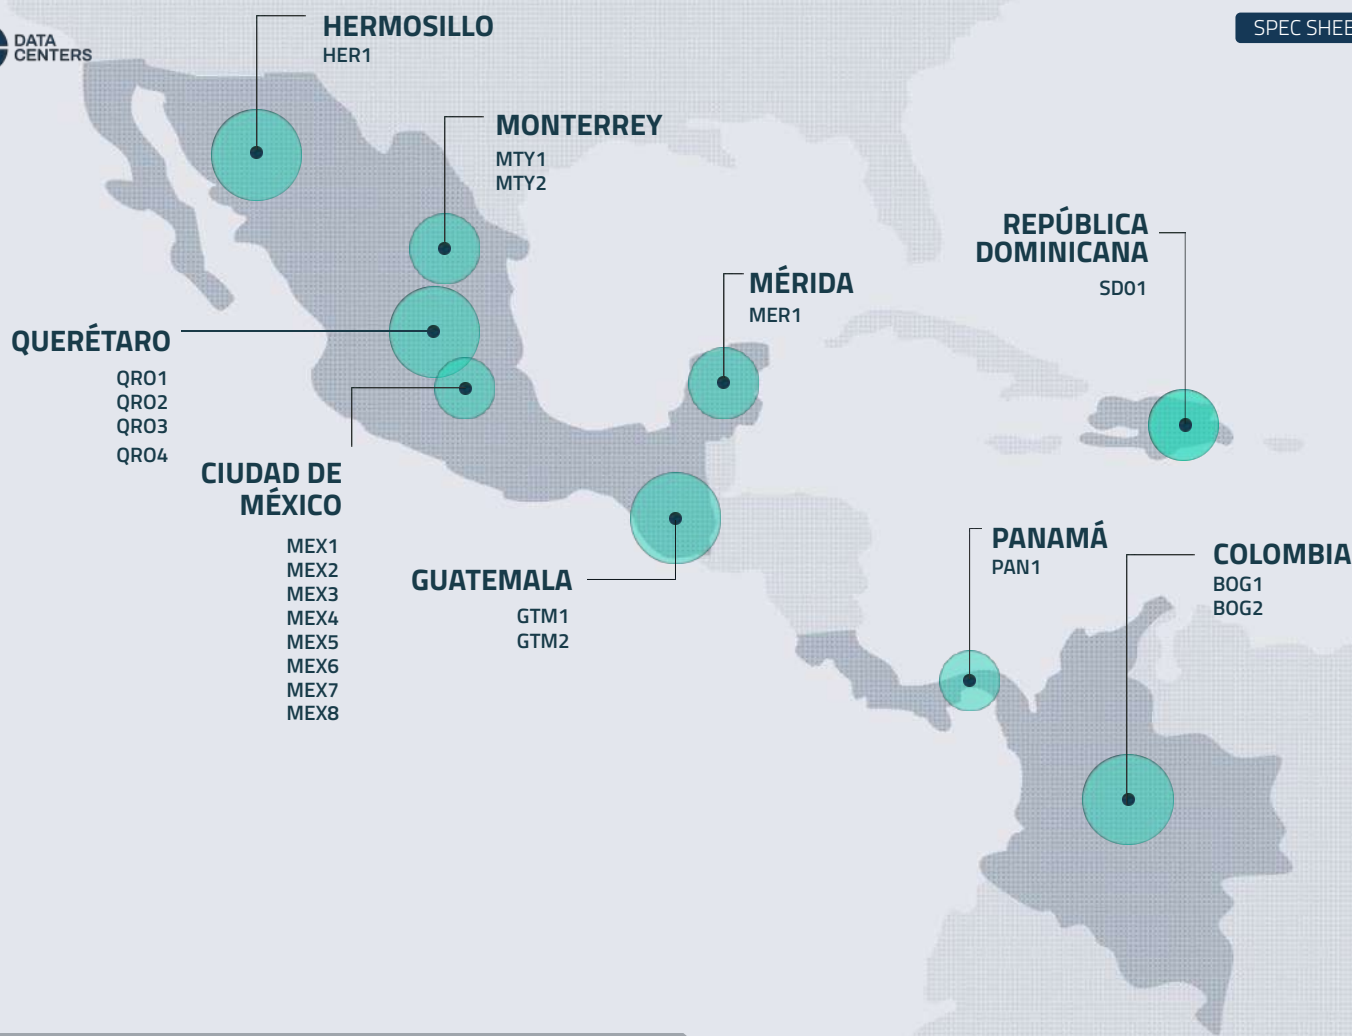 DATA
CENTERS
SPEC SHEE
HERMOSILLO
HER1
MONTERREY
MTY1
MTY2
REPÚBLICA
DOMINICANA
SDO1
MÉRIDA
MER1
QUERÉTARO
QRO1
QRO2
QRO3
QRO4
CIUDAD DE
MÉXICO
MEX1
MEX2
MEX3
MEX4
MEX5
MEX6
MEX7
MEX8
GUATEMALA
GTM1
GTM2
PANAMÁ
PAN1
COLOMBIA
BOG1
BOG2